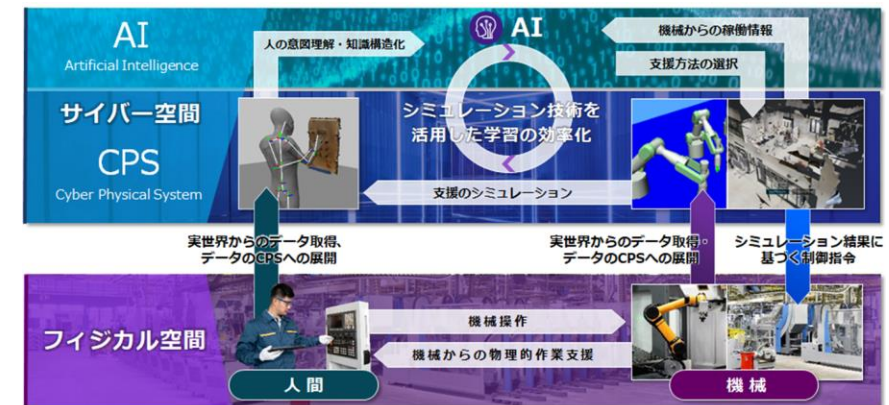 AI
Artificial Intelligence
人の意図理解・知識構造化
AI
機械からの稼働情報
支援方法の選択
サイバー空間
CPS
Cyber Physical System
シミュレーション技術を
活用した学習の効率化
支援のシミュレーション
実世界からのデータ取得、
データのCPSへの展開
実世界からのデータ取得・
データのCPSへの展開
シミュレーション結果に
基づく制御指令
フィジカル空間
機械操作
機械からの物理的作業支援
人間
機械